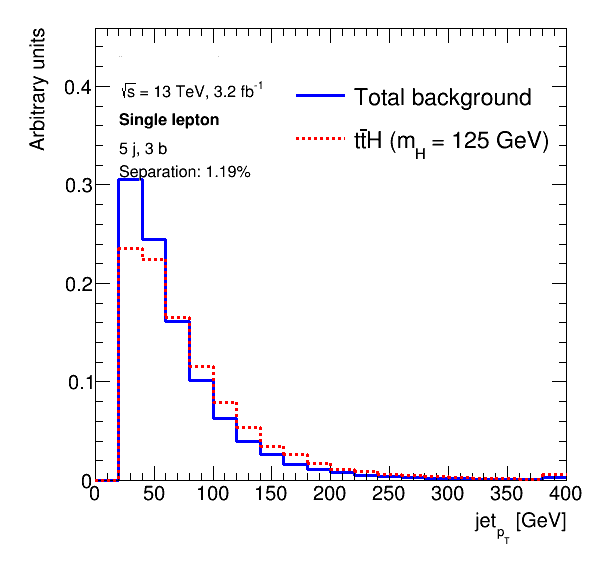 Arbitrary units
√s = 13 TeV, 3.2 fb⁻¹
Single lepton
5 j, 3 b
Separation: 1.19%
Total background
tt̄H (m_H = 125 GeV)
0.4
0.3
0.2
0.1
0
0 50 100 150 200 250 300 350 400
jet_p_T [GeV]